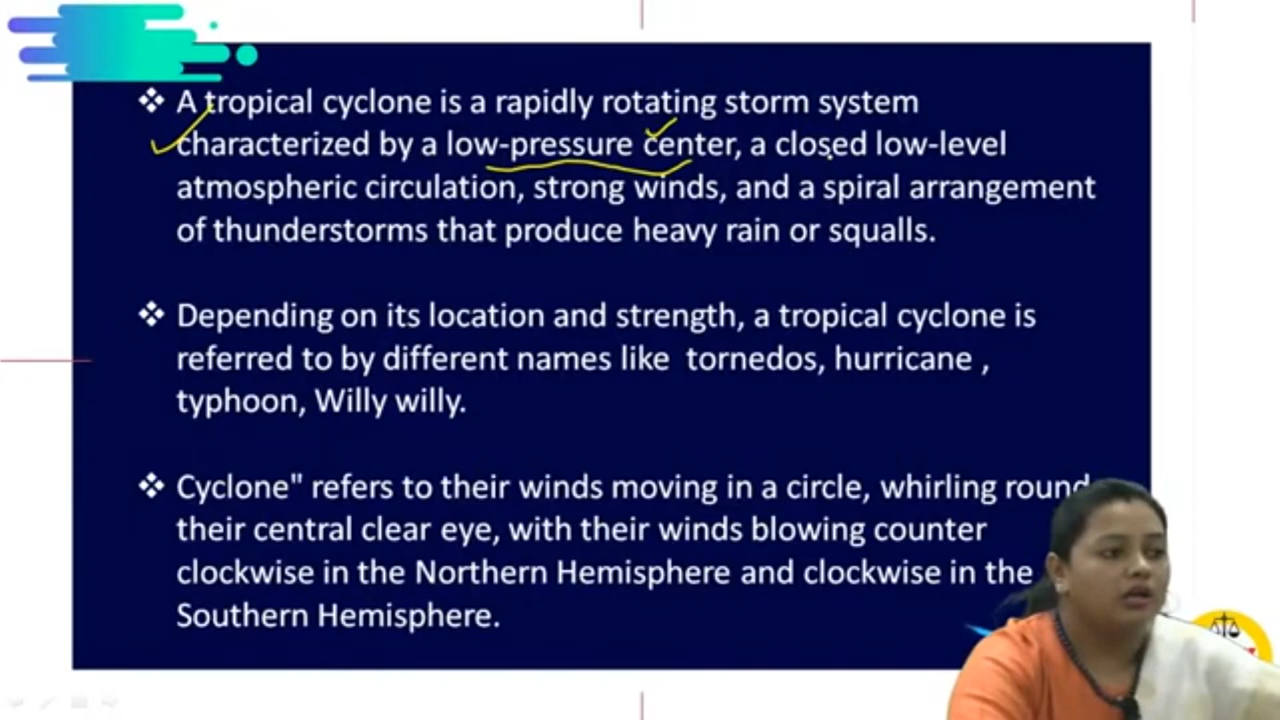 ❖ A tropical cyclone is a rapidly rotating storm system
characterized by a low-pressure center, a closed low-level
atmospheric circulation, strong winds, and a spiral arrangement
of thunderstorms that produce heavy rain or squalls.
❖ Depending on its location and strength, a tropical cyclone is
referred to by different names like  tornedos, hurricane ,
typhoon, Willy willy.
❖ Cyclone" refers to their winds moving in a circle, whirling round
their central clear eye, with their winds blowing counter
clockwise in the Northern Hemisphere and clockwise in the
Southern Hemisphere.